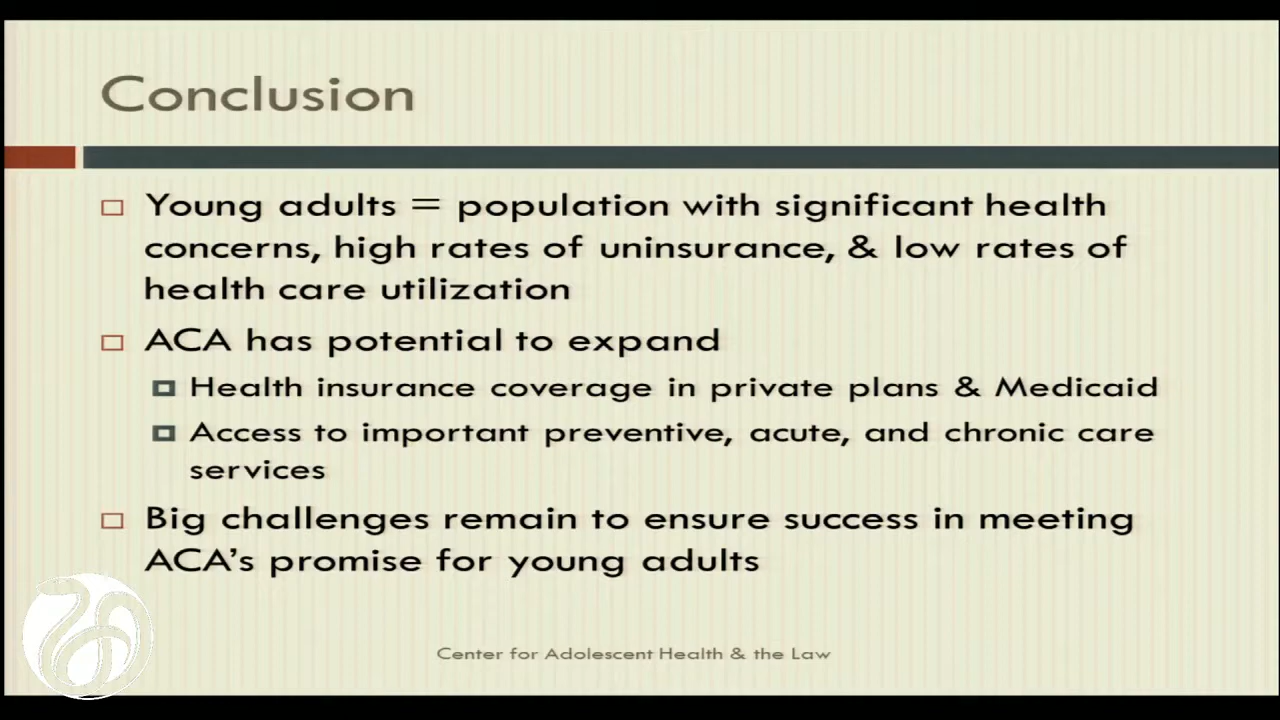 Conclusion
Young adults = population with significant health
concerns, high rates of uninsurance, & low rates of
health care utilization
ACA has potential to expand
Health insurance coverage in private plans & Medicaid
Access to important preventive, acute, and chronic care
services
Big challenges remain to ensure success in meeting
ACA’s promise for young adults
Center for Adolescent Health & the Law